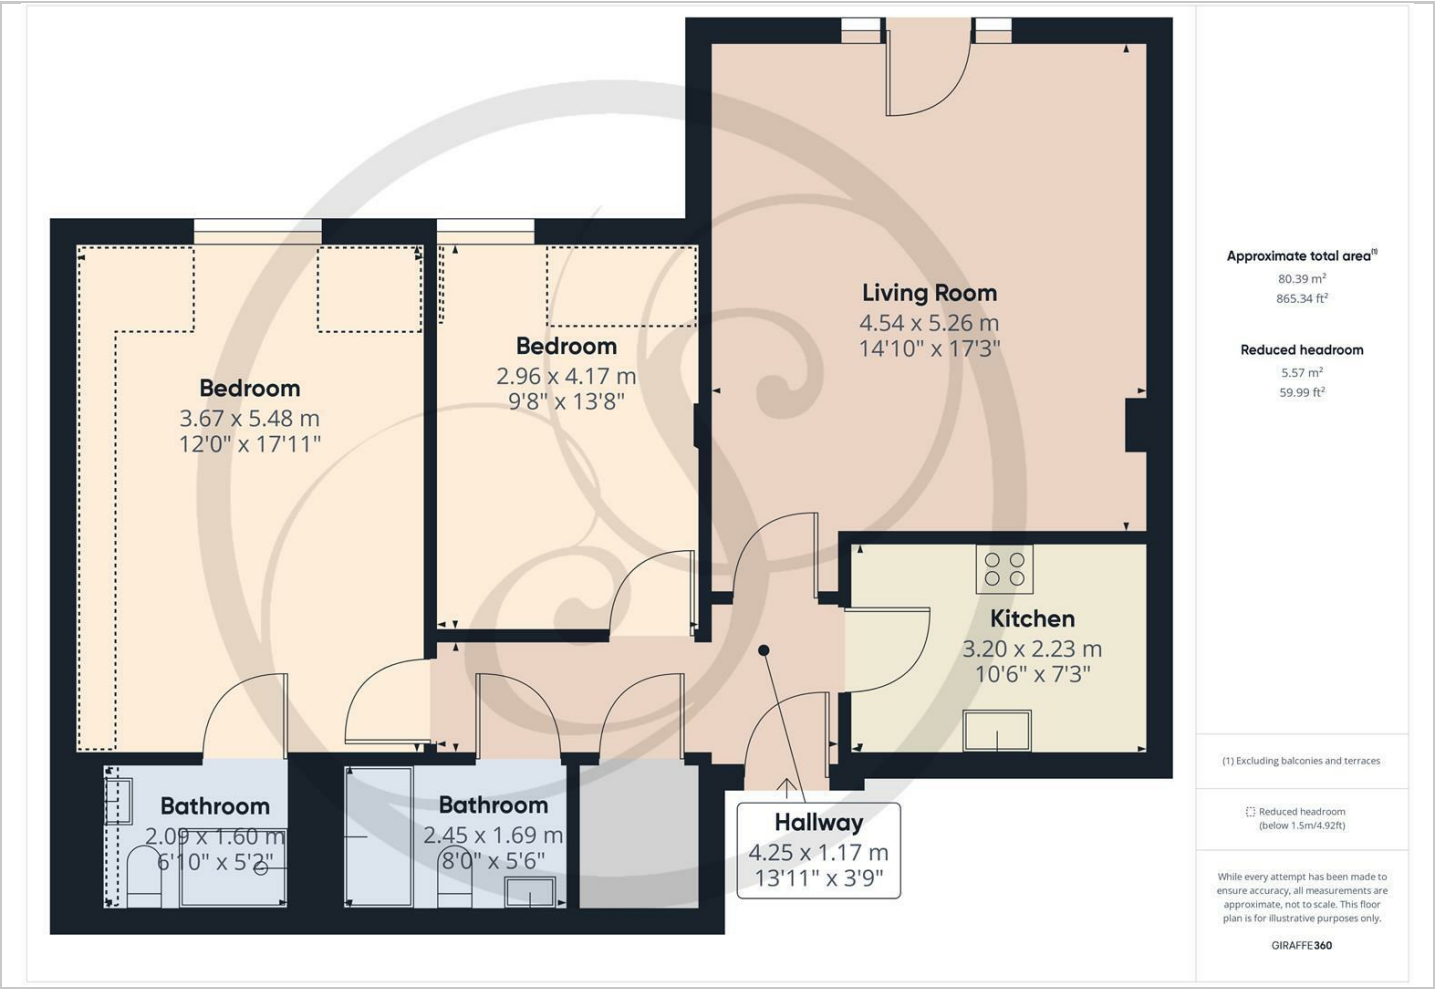 Living Room
4.54 x 5.26 m
14'10" x 17'3"
Bedroom
2.96 x 4.17 m
9'8" x 13'8"
Bedroom
3.67 x 5.48 m
12'0" x 17'11"
Kitchen
3.20 x 2.23 m
10'6" x 7'3"
Bathroom
2.09 x 1.60 m
6'10" x 5'2"
Bathroom
2.45 x 1.69 m
8'0" x 5'6"
Hallway
4.25 x 1.17 m
13'11" x 3'9"
Approximate total area⁽¹⁾
80.39 m²
865.34 ft²
Reduced headroom
5.57 m²
59.99 ft²
(1) Excluding balconies and terraces
Reduced headroom
(below 1.5m/4.92ft)
While every attempt has been made to
ensure accuracy, all measurements are
approximate, not to scale. This floor
plan is for illustrative purposes only.
GIRAFFE360